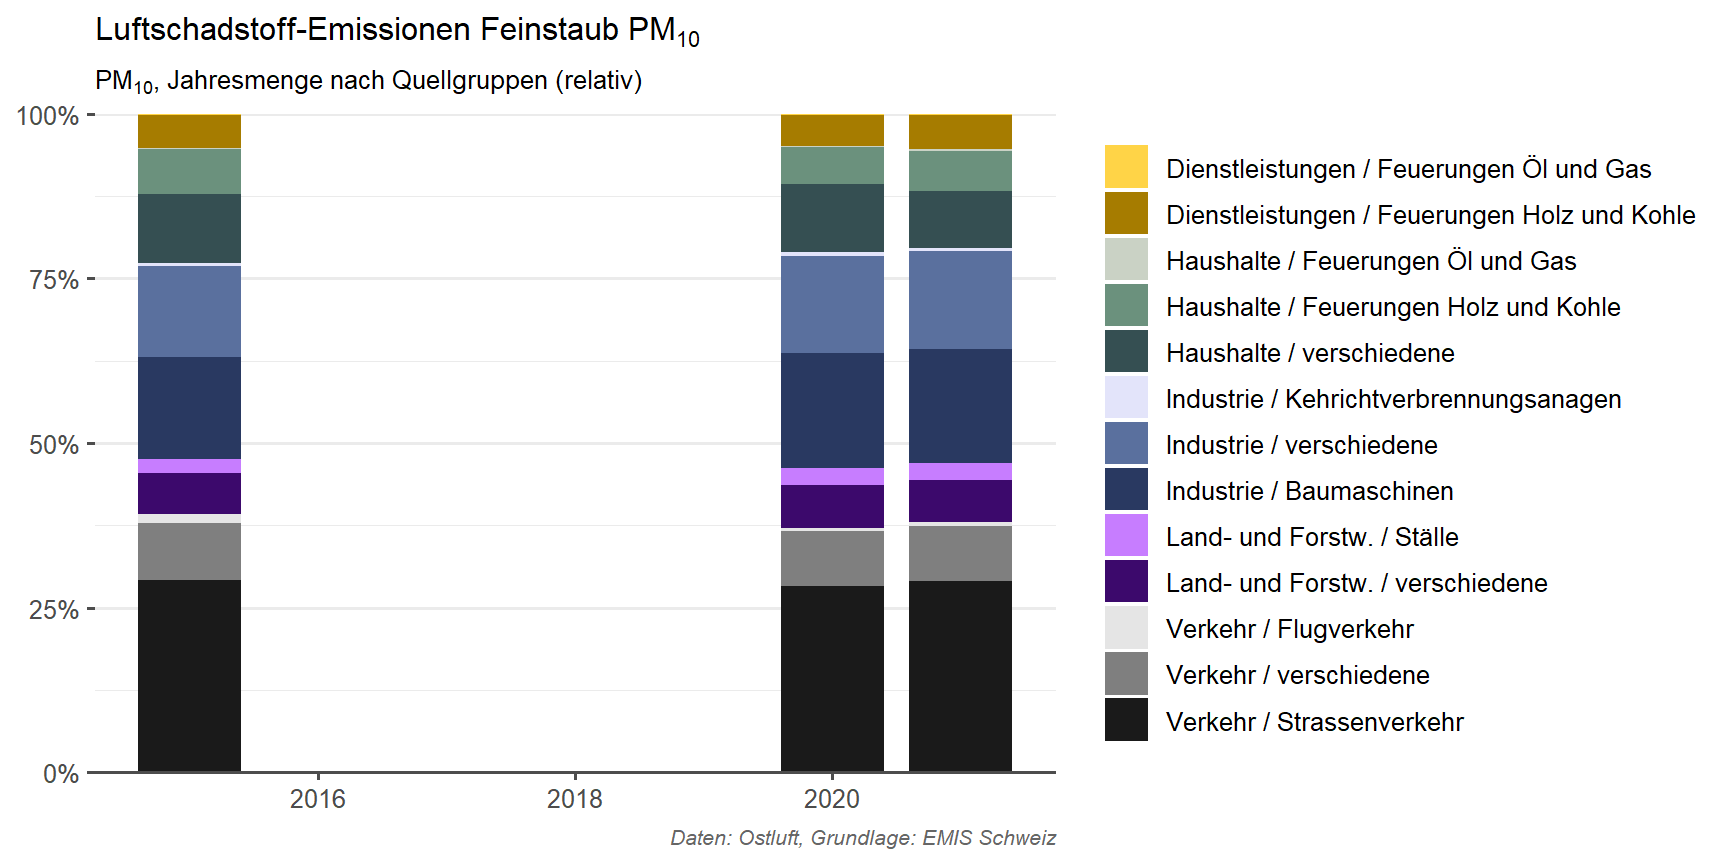 Luftschadstoff-Emissionen Feinstaub PM₁₀
PM₁₀, Jahresmenge nach Quellgruppen (relativ)
100%
75%
50%
25%
0%
2016 2018 2020
Dienstleistungen / Feuerungen Öl und Gas
Dienstleistungen / Feuerungen Holz und Kohle
Haushalte / Feuerungen Öl und Gas
Haushalte / Feuerungen Holz und Kohle
Haushalte / verschiedene
Industrie / Kehrichtverbrennungsanagen
Industrie / verschiedene
Industrie / Baumaschinen
Land- und Forstw. / Ställe
Land- und Forstw. / verschiedene
Verkehr / Flugverkehr
Verkehr / verschiedene
Verkehr / Strassenverkehr
Daten: Ostluft, Grundlage: EMIS Schweiz